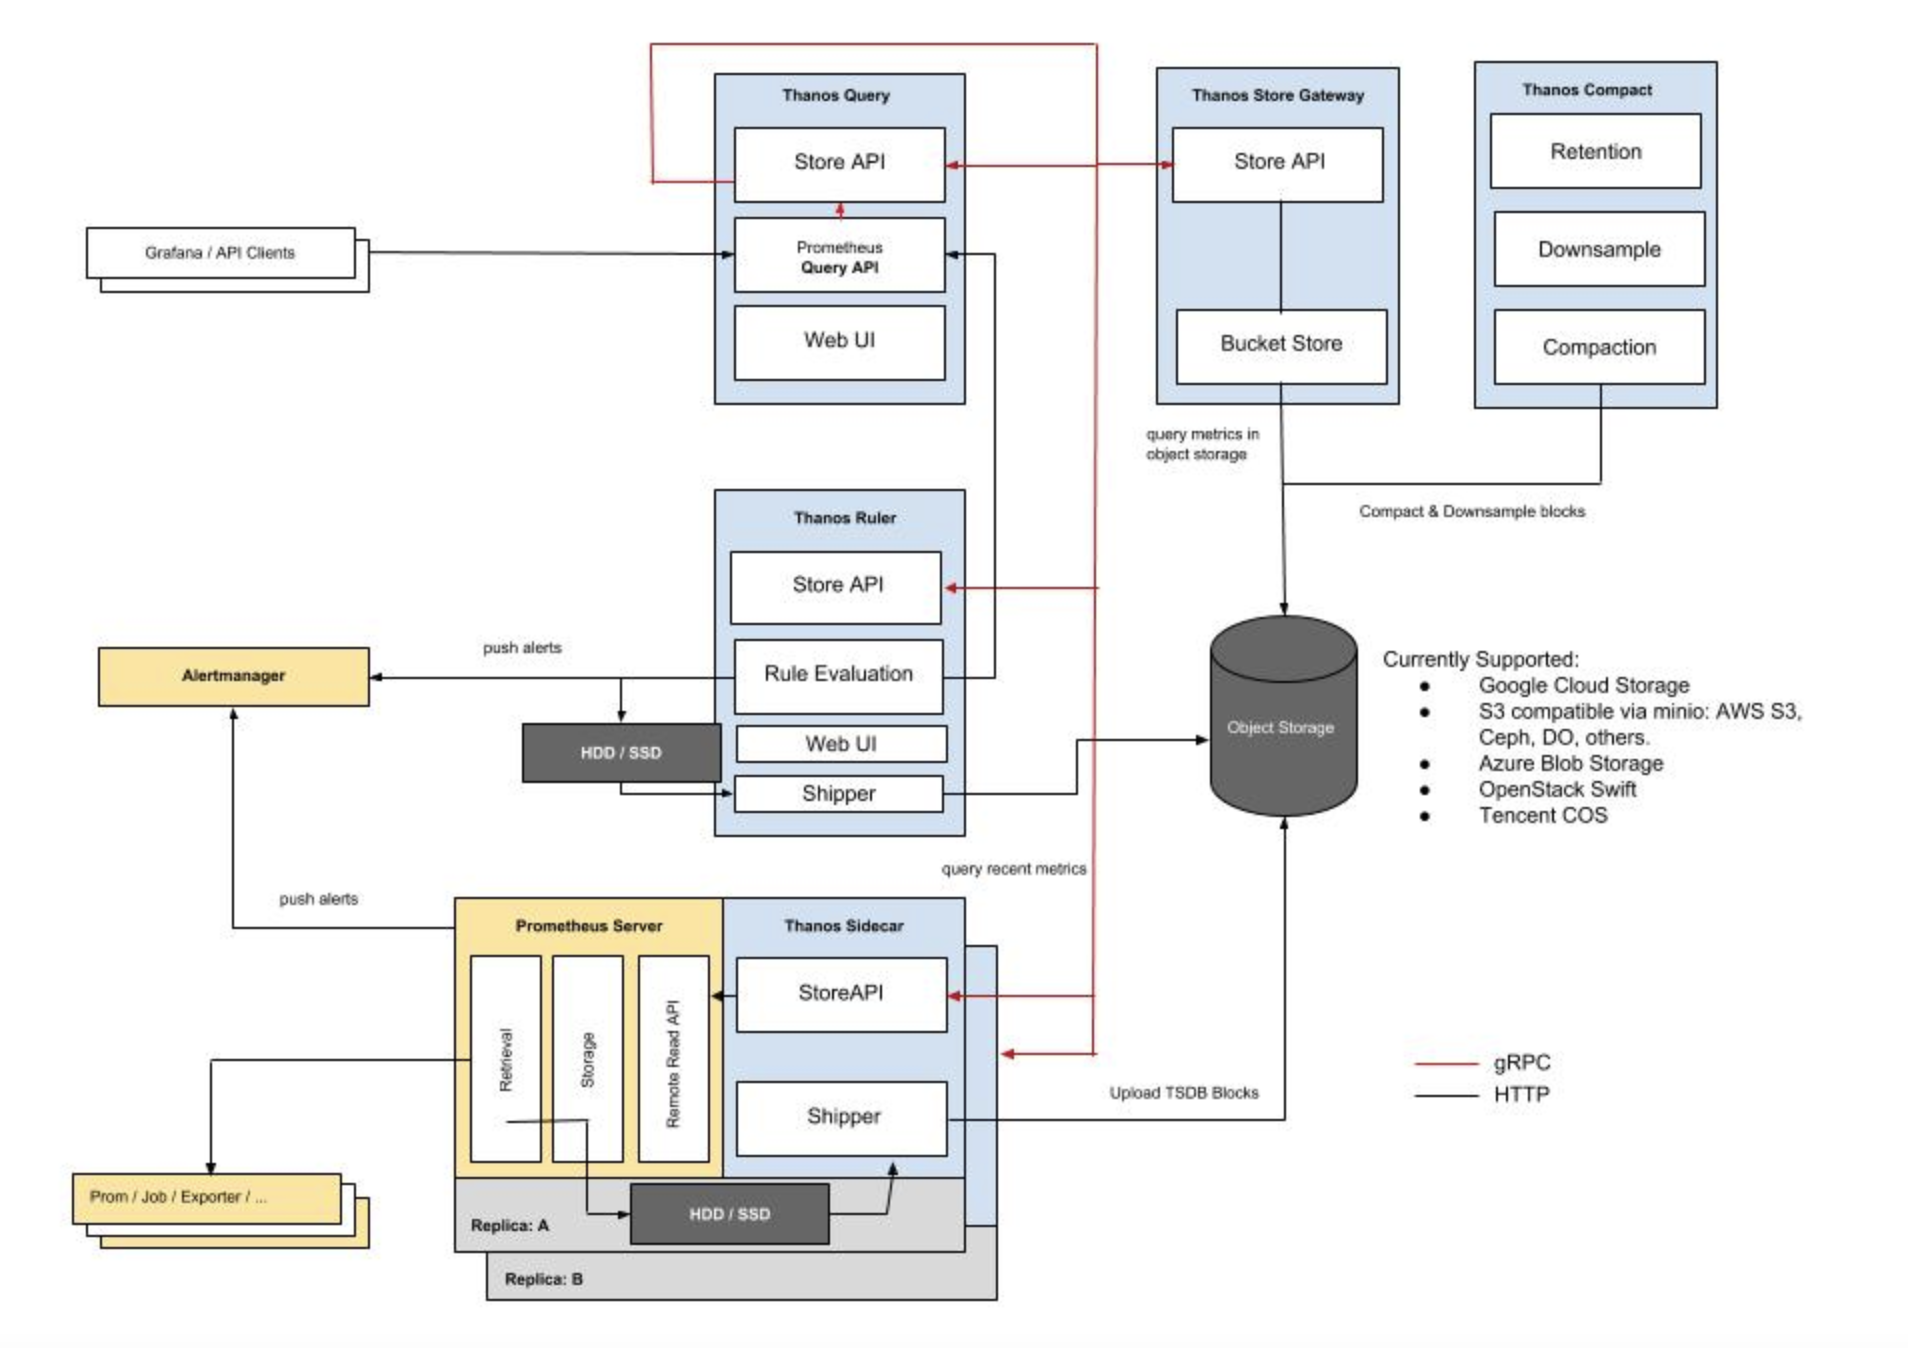 Thanos Query
Store API
Prometheus
Query API
Web UI
Thanos Store Gateway
Store API
Bucket Store
Thanos Compact
Retention
Downsample
Compaction
Grafana / API Clients
query metrics in
object storage
Compact & Downsample blocks
Thanos Ruler
Store API
Rule Evaluation
Web UI
Shipper
push alerts
Alertmanager
HDD / SSD
Object Storage
Currently Supported:
● Google Cloud Storage
● S3 compatible via minio: AWS S3,
Ceph, DO, others.
● Azure Blob Storage
● OpenStack Swift
● Tencent COS
query recent metrics
push alerts
Prometheus Server
Retrieval
Storage
Remote Read API
Thanos Sidecar
StoreAPI
Shipper
Upload TSDB Blocks
gRPC
HTTP
Prom / Job / Exporter / ...
HDD / SSD
Replica: A
Replica: B